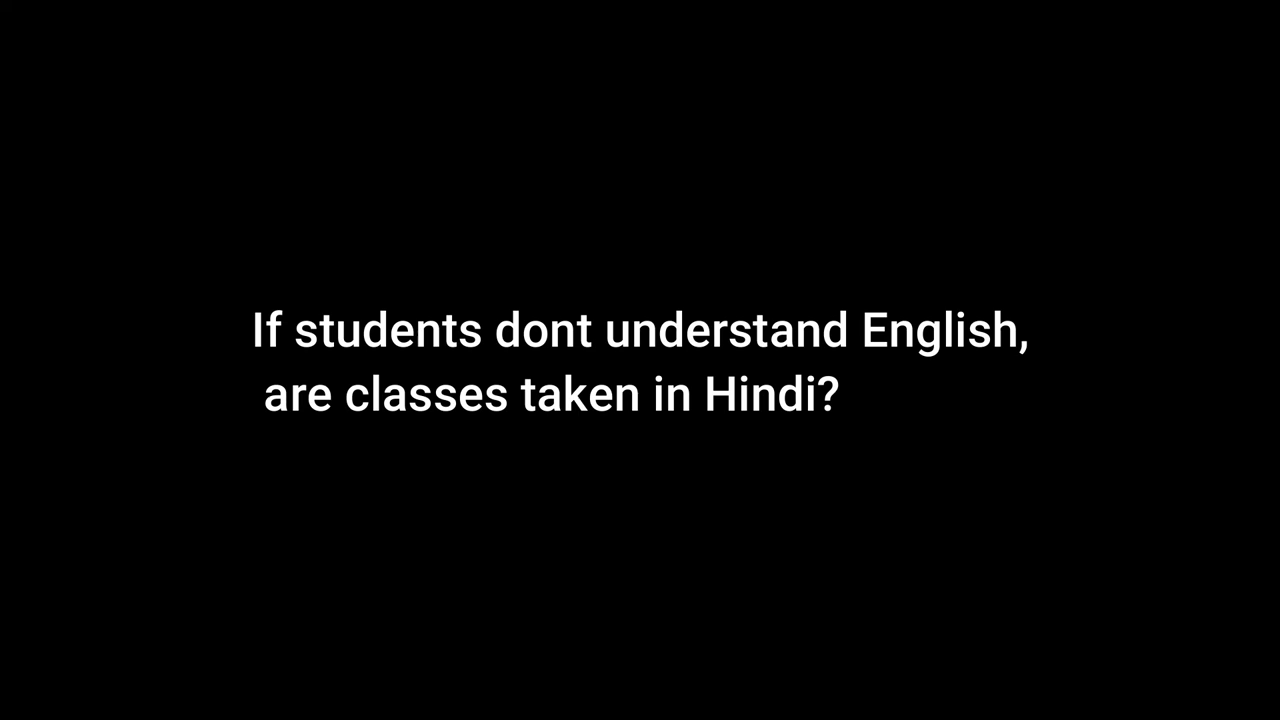 If students dont understand English,
are classes taken in Hindi?